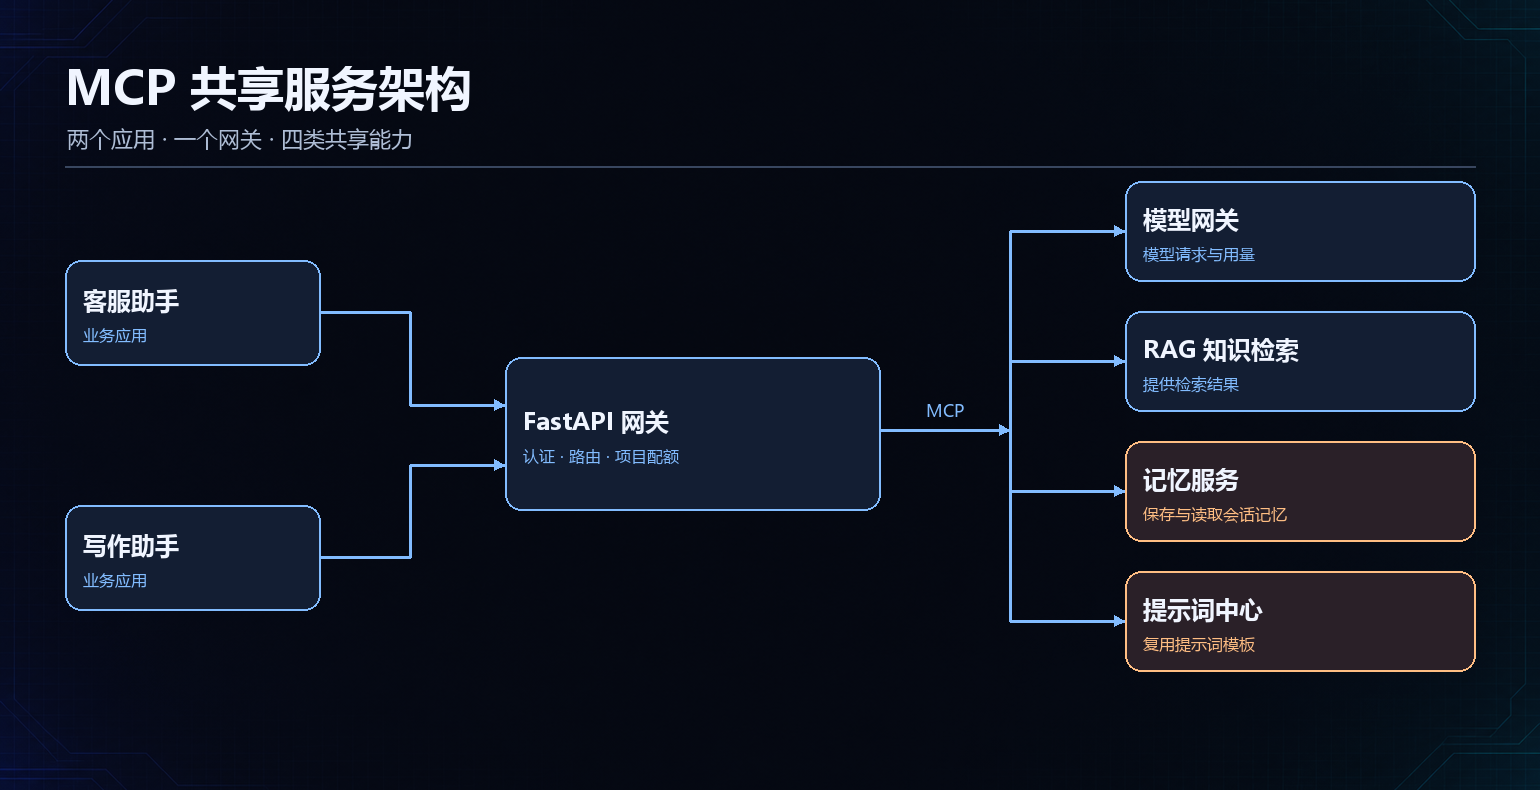 MCP 共享服务架构
两个应用 · 一个网关 · 四类共享能力
客服助手
业务应用
写作助手
业务应用
FastAPI 网关
认证 · 路由 · 项目配额
MCP
模型网关
模型请求与用量
RAG 知识检索
提供检索结果
记忆服务
保存与读取会话记忆
提示词中心
复用提示词模板